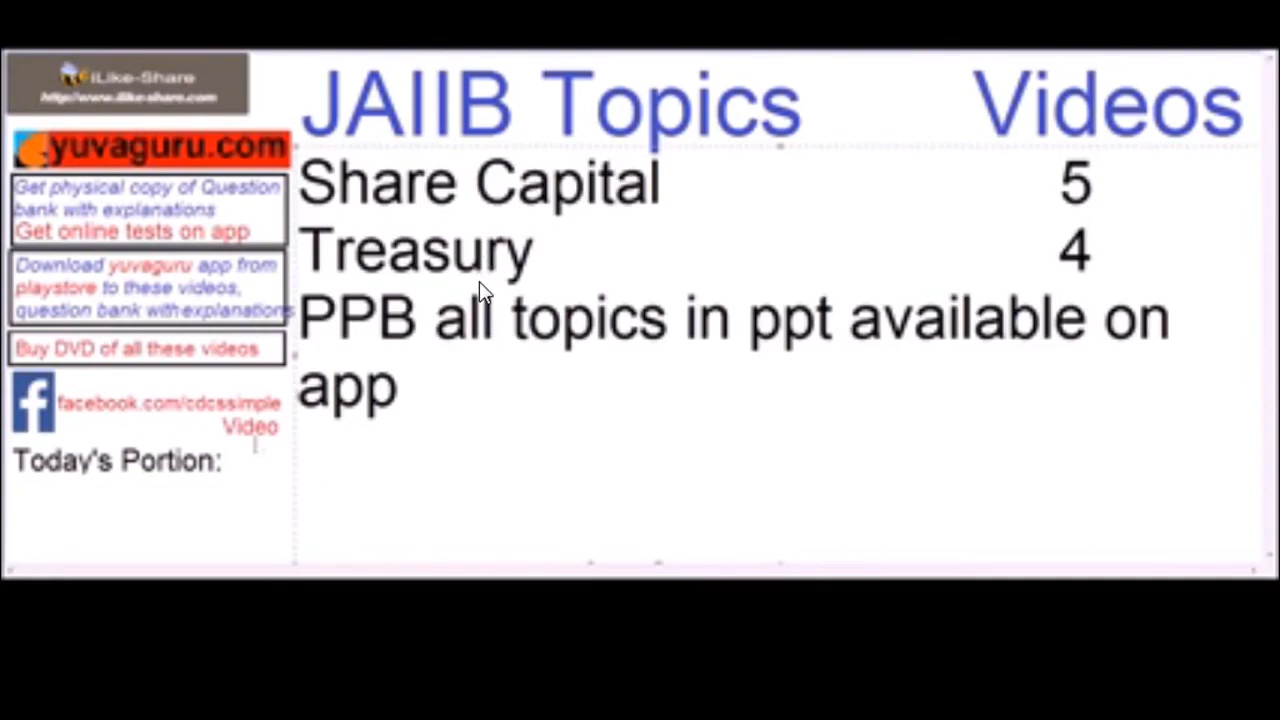 iLike-Share
http://www.ilike-share.com
yuvaguru.com
Get physical copy of Question
bank with explanations
Get online tests on app
Download yuvaguru app from
playstore to these videos,
question bank with explanations
Buy DVD of all these videos
facebook.com/cdcssimple
Video
Today's Portion:
JAIIB Topics Videos
Share Capital 5
Treasury 4
PPB all topics in ppt available on
app